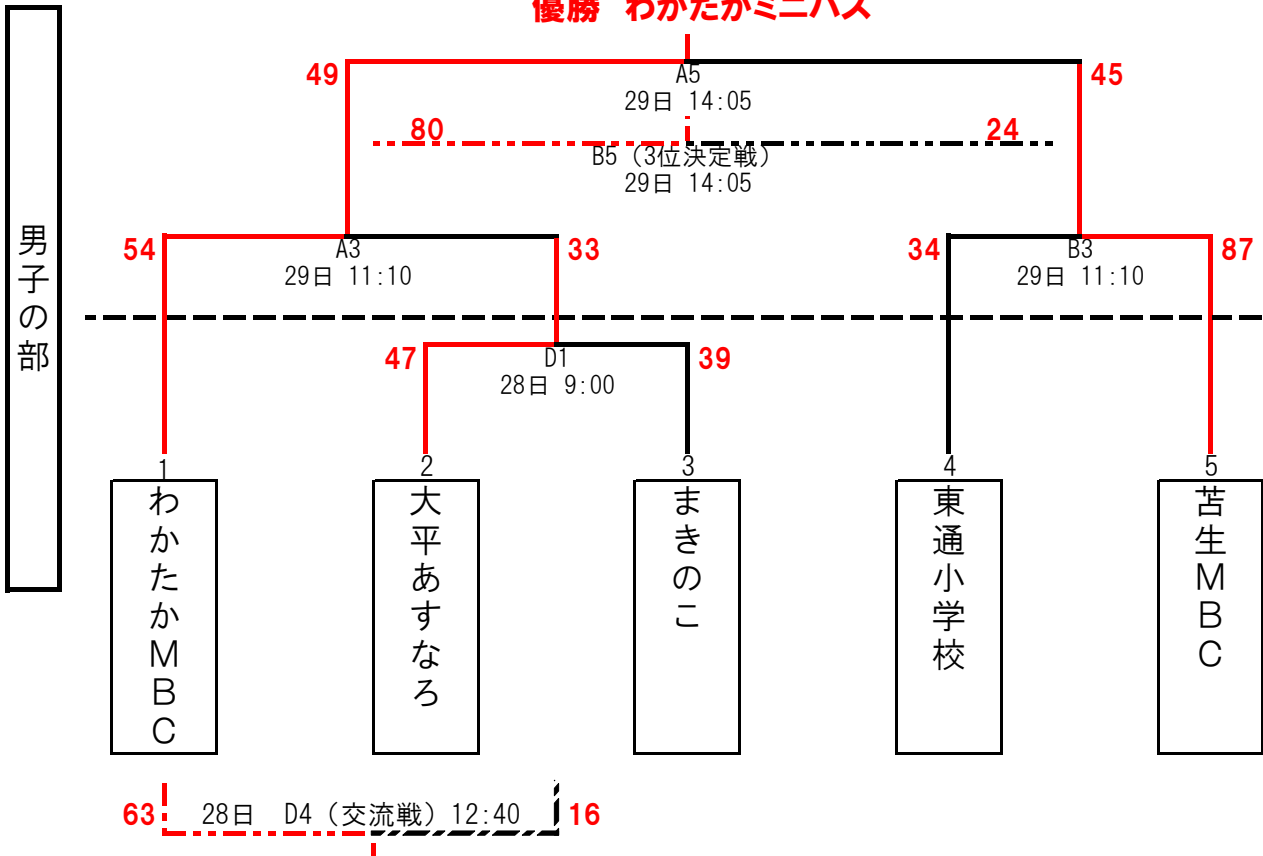 優勝 わかたかミニバス
49
A5
45
29日 14:05
80
24
B5（3位決定戦）
29日 14:05
男子の部
54
A3
33
29日 11:10
34
B3
87
29日 11:10
47
D1
39
28日 9:00
1
2
3
4
5
わかたかMBC
大平あすなろ
まきのこ
東通小学校
苫生MBC
63
28日 D4（交流戦）12:40
16